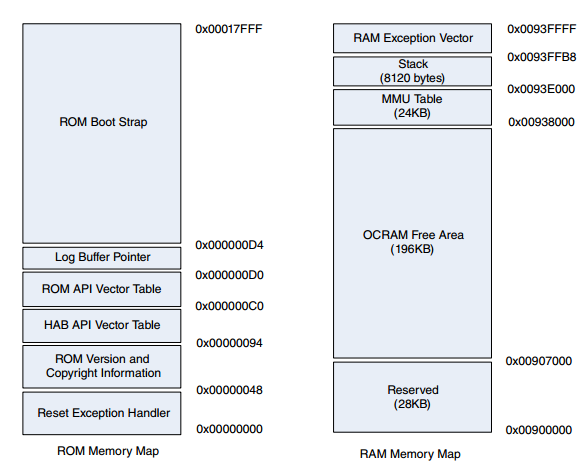 0x00017FFF
ROM Boot Strap
0x000000D4
Log Buffer Pointer
0x000000D0
ROM API Vector Table
0x000000C0
HAB API Vector Table
0x00000094
ROM Version and
Copyright Information
0x00000048
Reset Exception Handler
0x00000000
ROM Memory Map
0x0093FFFF
RAM Exception Vector
0x0093FFB8
Stack
(8120 bytes)
0x0093E000
MMU Table
(24KB)
0x00938000
OCRAM Free Area
(196KB)
0x00907000
Reserved
(28KB)
0x00900000
RAM Memory Map